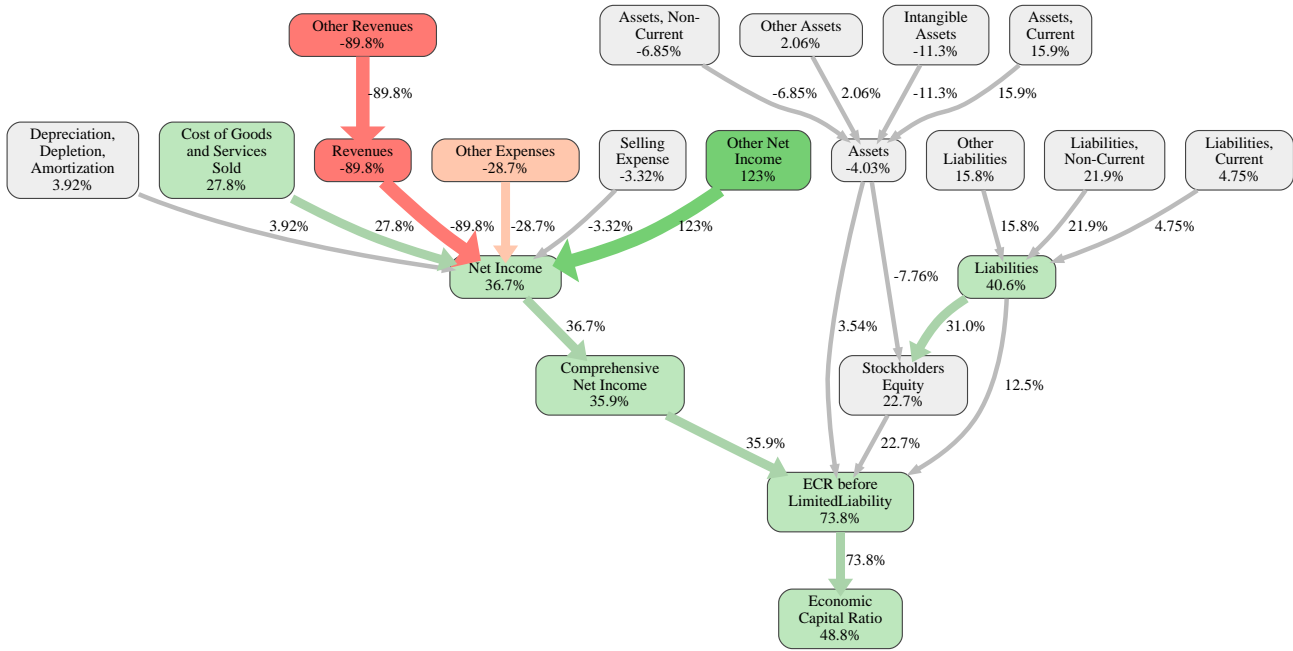 Other Revenues
-89.8%
Assets, Non-
Current
-6.85%
Other Assets
2.06%
Intangible
Assets
-11.3%
Assets,
Current
15.9%
-89.8%
-6.85%
2.06%
-11.3%
15.9%
Depreciation,
Depletion,
Amortization
3.92%
Cost of Goods
and Services
Sold
27.8%
Revenues
-89.8%
Other Expenses
-28.7%
Selling
Expense
-3.32%
Other Net
Income
123%
Assets
-4.03%
Other
Liabilities
15.8%
Liabilities,
Non-Current
21.9%
Liabilities,
Current
4.75%
3.92%
27.8%
-89.8%
-28.7%
-3.32%
123%
15.8%
21.9%
4.75%
Net Income
36.7%
-7.76%
Liabilities
40.6%
36.7%
3.54%
31.0%
Comprehensive
Net Income
35.9%
Stockholders
Equity
22.7%
12.5%
35.9%
22.7%
ECR before
LimitedLiability
73.8%
73.8%
Economic
Capital Ratio
48.8%